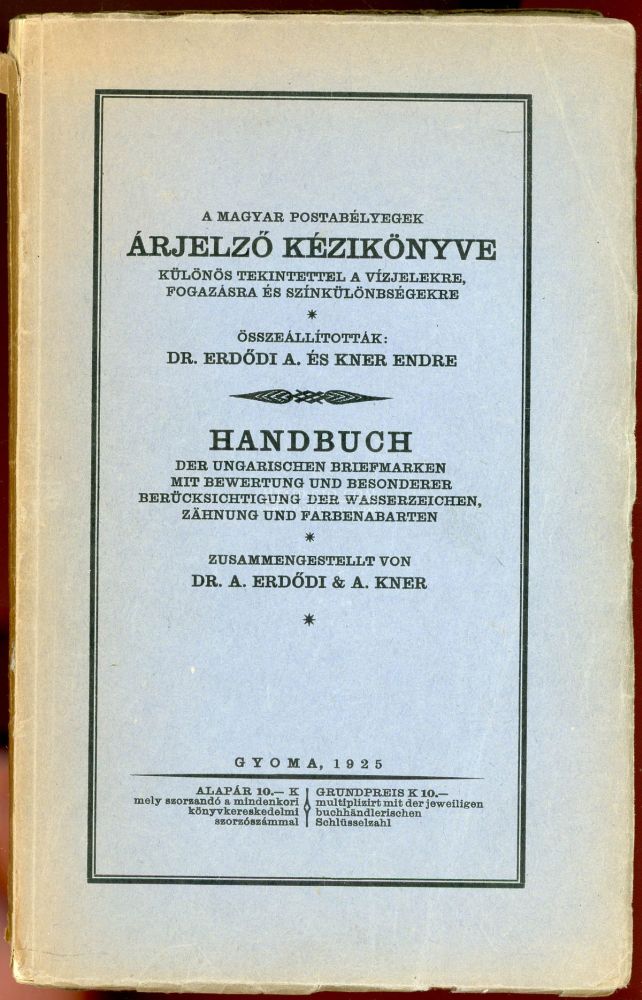 A MAGYAR POSTABÉLYEGEK
ÁRJELZŐ KÉZIKÖNYVE
KÜLÖNÖS TEKINTETTEL A VÍZJELEKRE,
FOGAZÁSRA ÉS SZÍNKÜLÖNBSÉGEKRE
*
ÖSSZEÁLLÍTOTTÁK:
DR. ERDŐDI A. ÉS KNER ENDRE
HANDBUCH
DER UNGARISCHEN BRIEFMARKEN
MIT BEWERTUNG UND BESONDERER
BERÜCKSICHTIGUNG DER WASSERZEICHEN,
ZÄHNUNG UND FARBENABARTEN
*
ZUSAMMENGESTELLT VON
DR. A. ERDŐDI & A. KNER
*
GYOMA, 1925
ALAPÁR 10.— K
mely szorzandó a mindenkori
könyvkereskedelmi
szorzószámmal
GRUNDPREIS K 10.—
multiplizirt mit der jeweiligen
buchhändlerischen
Schlüsselzahl